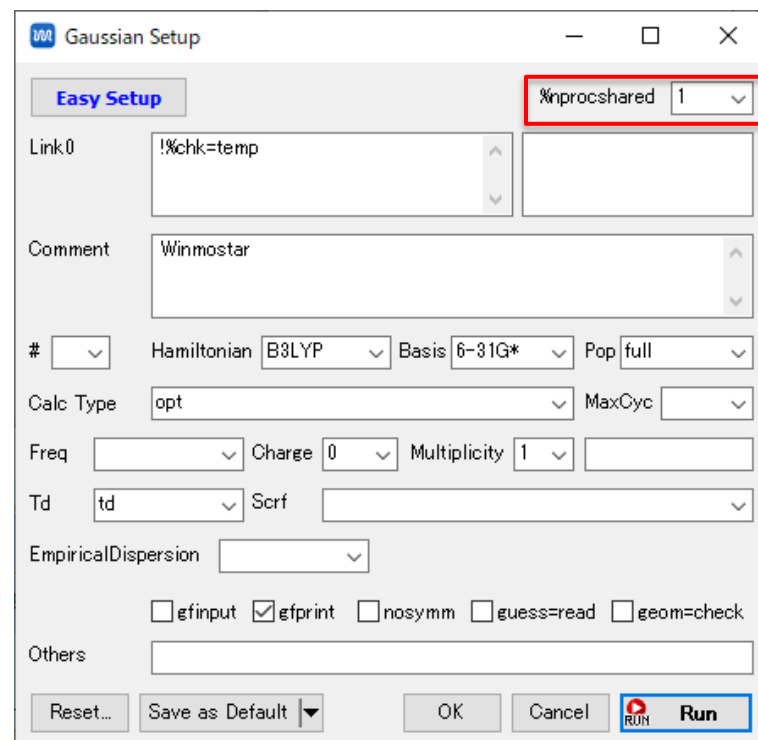 Gaussian Setup
Easy Setup
%nprocshared 1
Link0 !%chk=temp
Comment Winmostar
# Hamiltonian B3LYP Basis 6-31G* Pop full
Calc Type opt MaxCyc
Freq Charge 0 Multiplicity 1
Td td Scrf
EmpiricalDispersion
gfinput gfprint nosymm guess=read geom=check
Others
Reset... Save as Default OK Cancel RUN Run